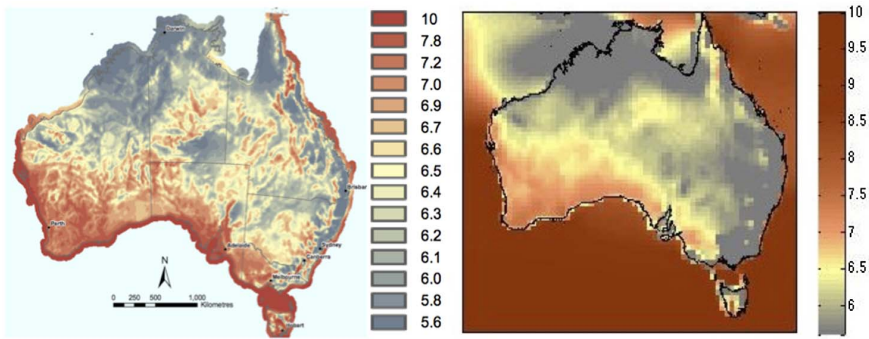 Darwin
Brisbane
Perth
Adelaide
Sydney
Canberra
Melbourne
Hobart
N
0 250 500 1,000
Kilometres
10
7.8
7.2
7.0
6.9
6.7
6.6
6.5
6.4
6.3
6.2
6.1
6.0
5.8
5.6
10
9.5
9
8.5
8
7.5
7
6.5
6